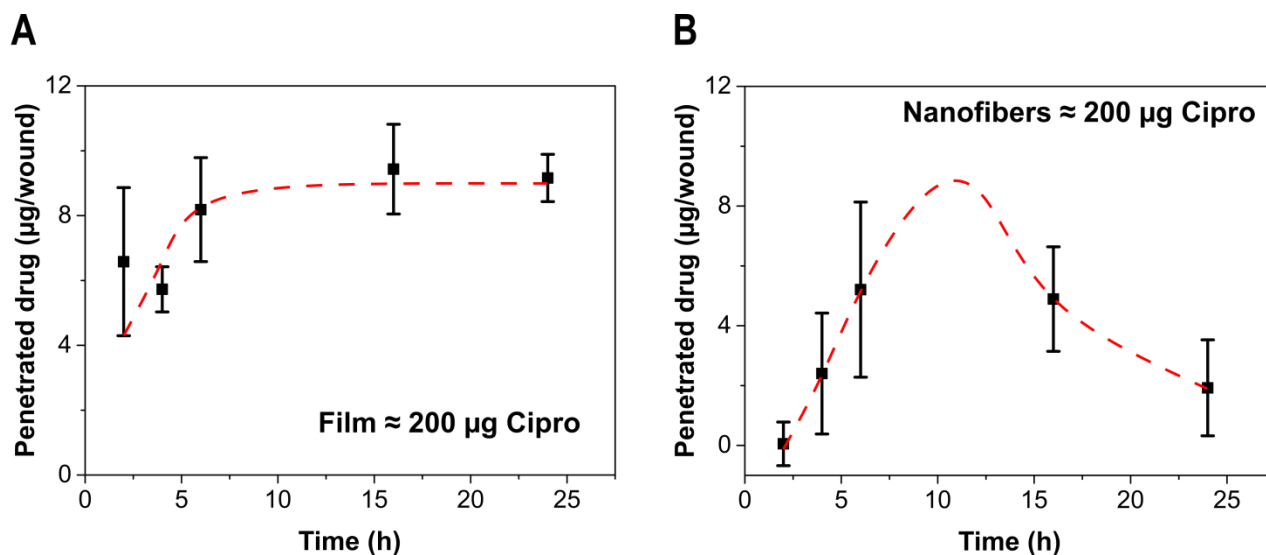 A
Penetrated drug (µg/wound)
12
8
4
0
Film ≈ 200 µg Cipro
0 5 10 15 20 25
Time (h)
B
Penetrated drug (µg/wound)
12
8
4
0
Nanofibers ≈ 200 µg Cipro
0 5 10 15 20 25
Time (h)